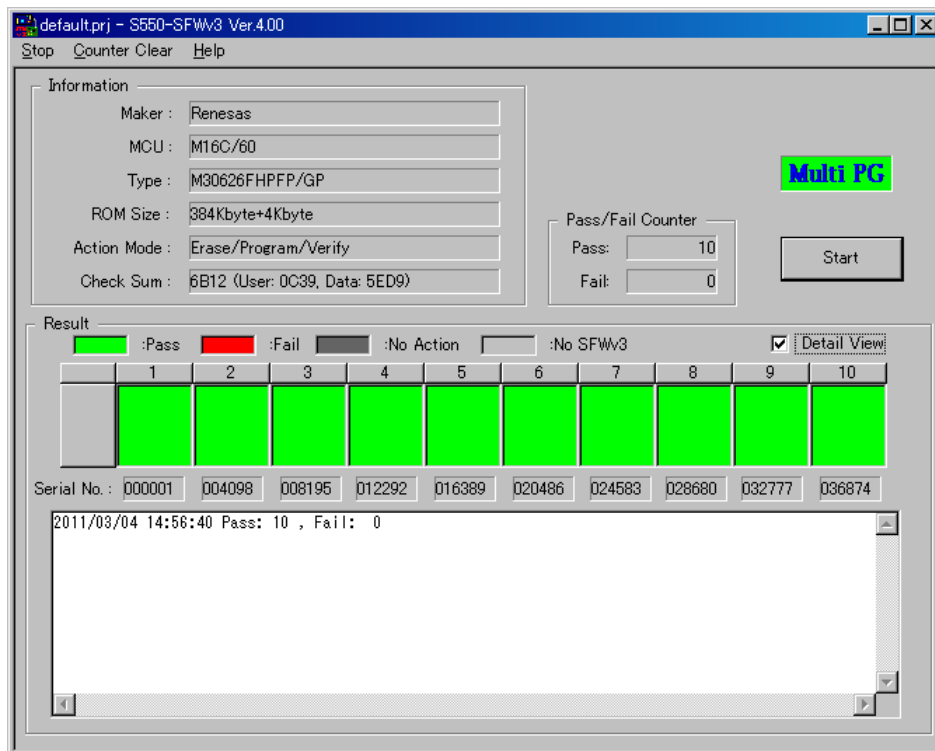 default.prj - S550-SFWv3 Ver.4.00
Stop Counter Clear Help
Information
Maker : Renesas
MCU : M16C/60
Type : M30626FHPFP/GP
ROM Size : 384Kbyte+4Kbyte
Action Mode : Erase/Program/Verify
Check Sum : 6B12 (User: 0C39, Data: 5ED9)
Multi PG
Pass/Fail Counter
Pass: 10
Fail: 0
Start
Result
:Pass :Fail :No Action :No SFWv3 Detail View
1 2 3 4 5 6 7 8 9 10
Serial No. : 000001 004098 008195 012292 016389 020486 024583 028680 032777 036874
2011/03/04 14:56:40 Pass: 10 , Fail: 0